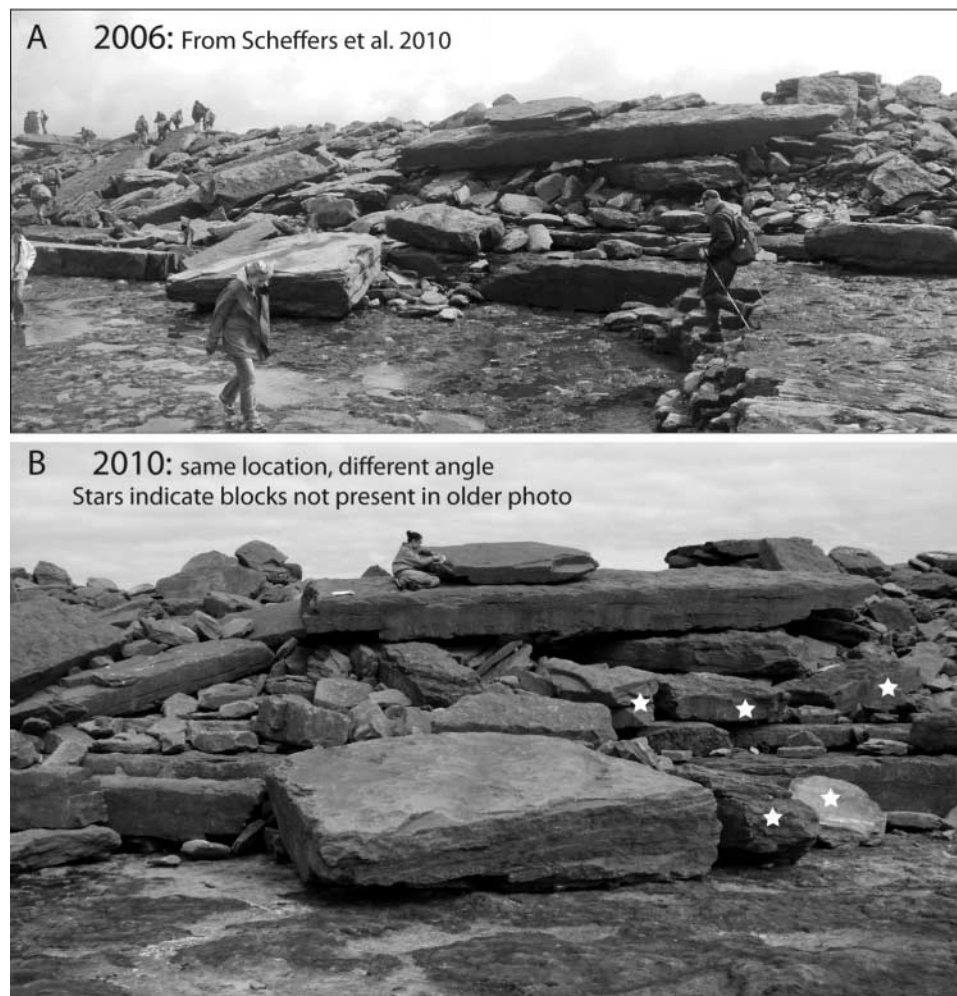 A 2006: From Scheffers et al. 2010
B 2010: same location, different angle
Stars indicate blocks not present in older photo